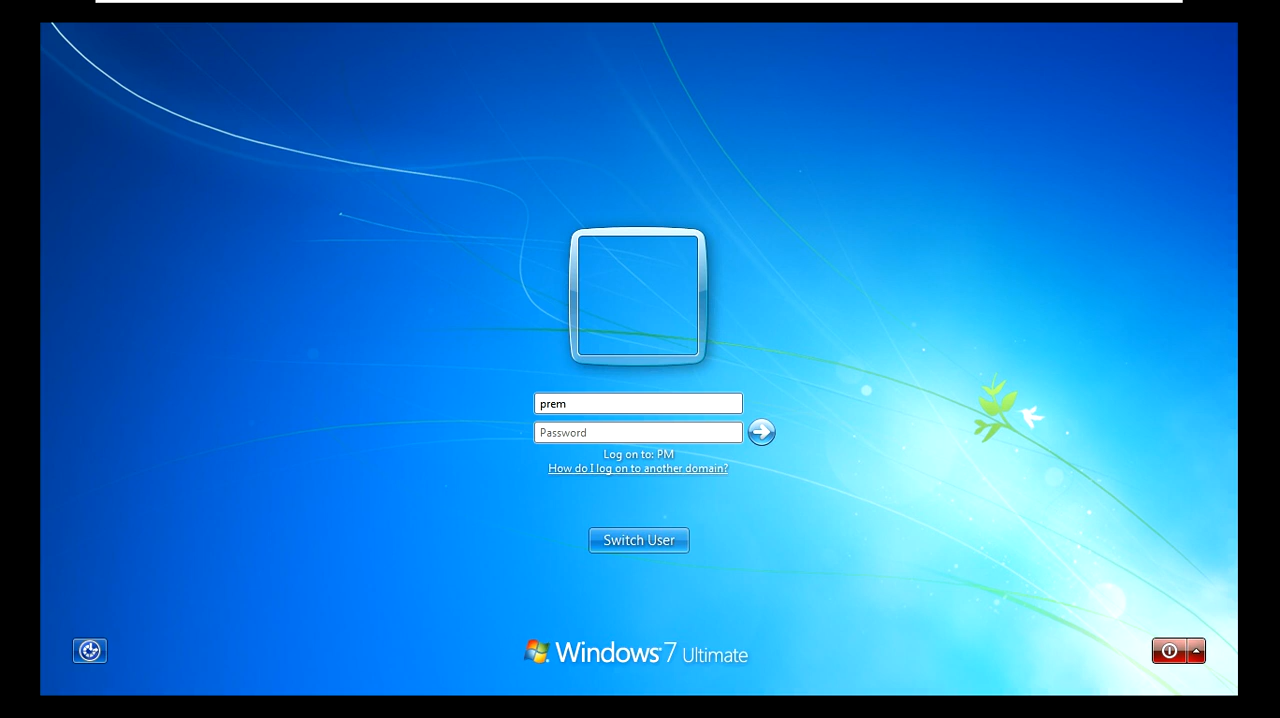 prem
Password
Log on to: PM
How do I log on to another domain?
Switch User
Windows 7 Ultimate